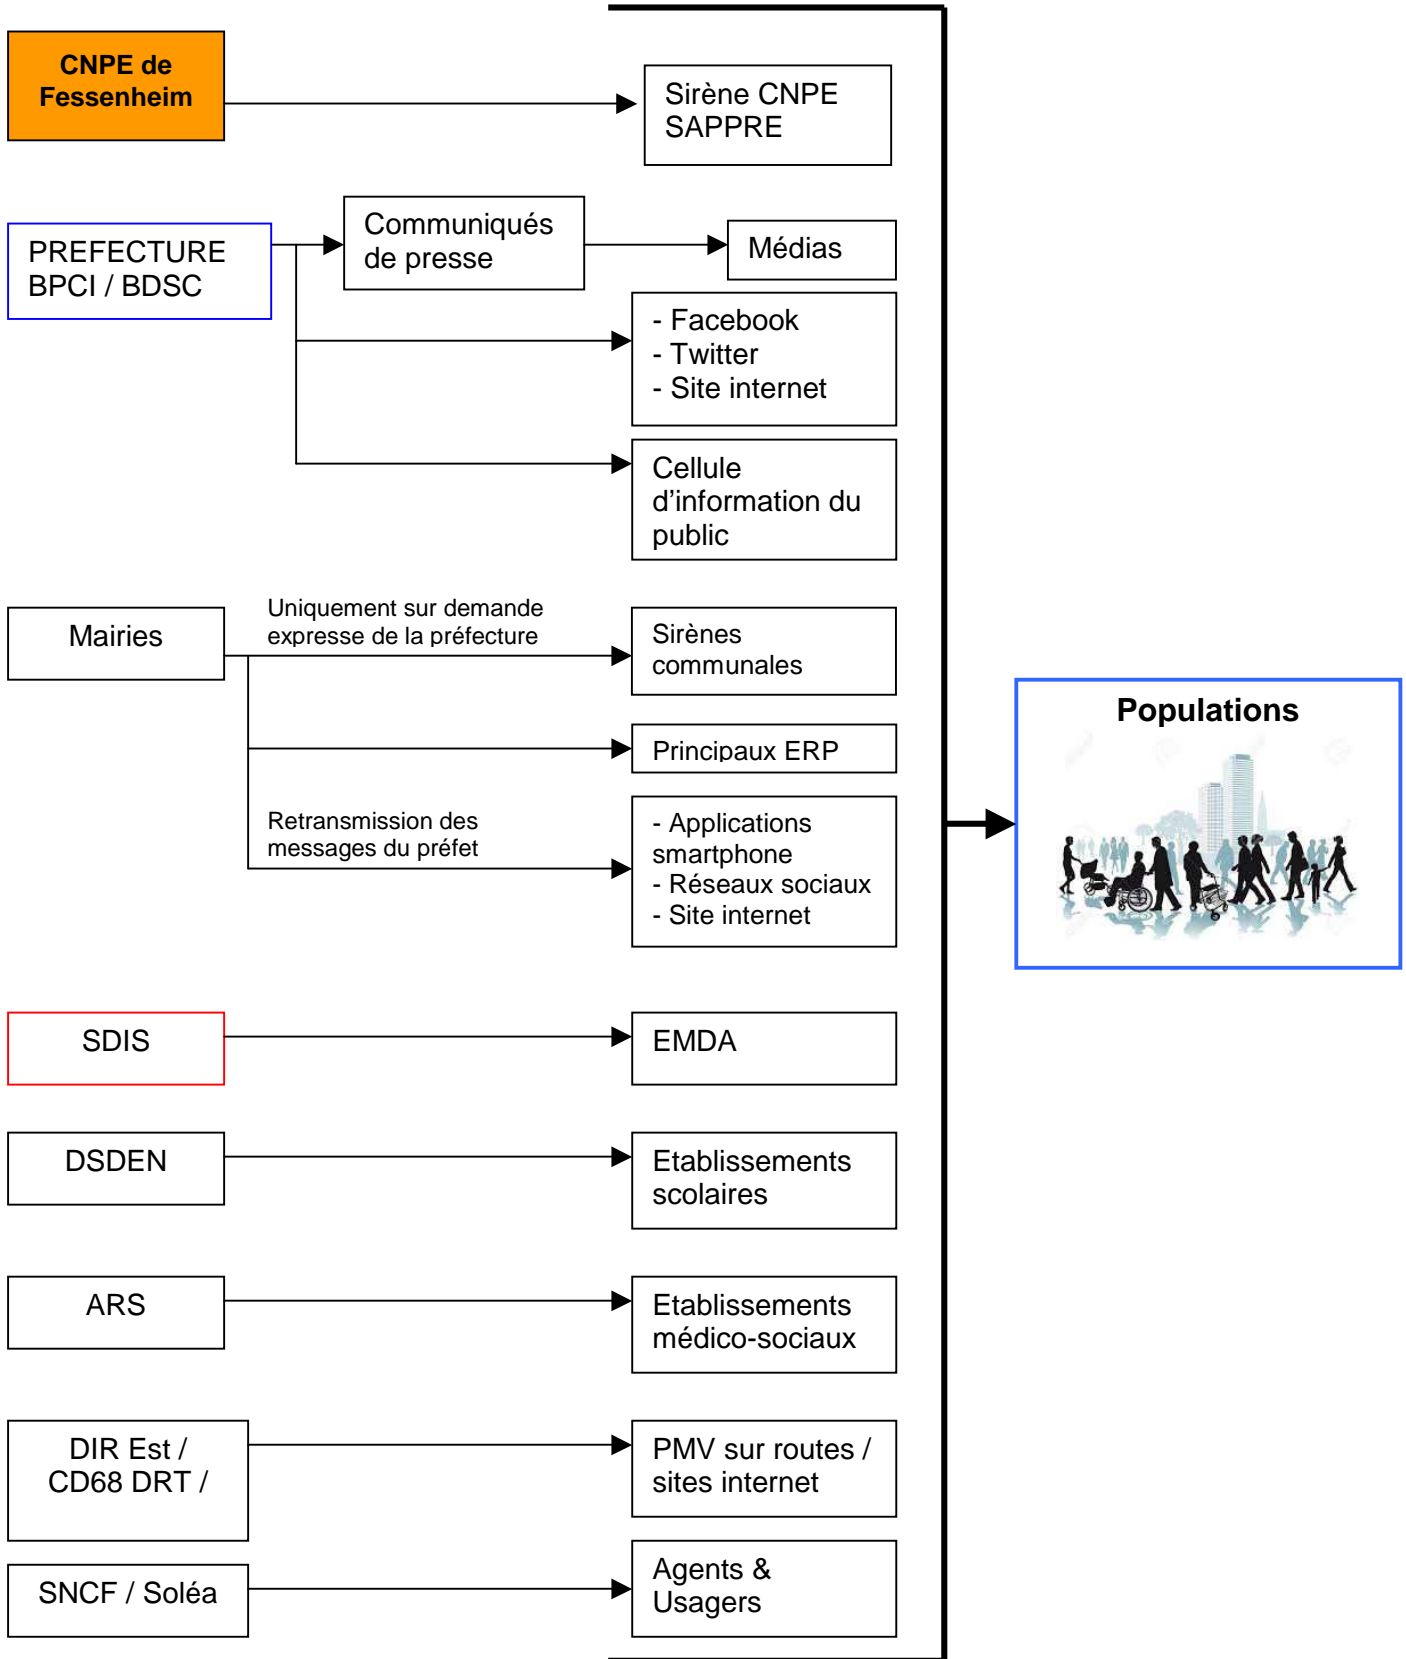 CNPE de
Fessenheim
Sirène CNPE
SAPPRE
PREFECTURE
BPCI / BDSC
Communiqués
de presse
Médias
- Facebook
- Twitter
- Site internet
Cellule
d'information du
public
Mairies
Uniquement sur demande
expresse de la préfecture
Sirènes
communales
Principaux ERP
Retransmission des
messages du préfet
- Applications
smartphone
- Réseaux sociaux
- Site internet
Populations
SDIS
EMDA
DSDEN
Etablissements
scolaires
ARS
Etablissements
médico-sociaux
DIR Est /
CD68 DRT /
PMV sur routes /
sites internet
SNCF / Soléa
Agents &
Usagers